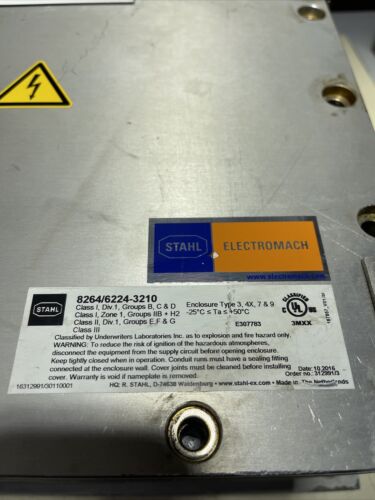 STAHL
ELECTROMACH
www.electromach.com
STAHL
8264/6224-3210
Class I, Div.1, Groups B, C & D
Class I, Zone 1, Groups IIB + H2
Class II, Div. 1, Groups E,F & G
Class III
Enclosure Type 3, 4X, 7 & 9
-25°C ≤ Ta ≤ +50°C
E307783
CLASSIFIED
UL
3MXX
Classified by Underwriters Laboratories Inc. as to explosion and fire hazard only.
WARNING: To reduce the risk of ignition of the hazardous atmospheres,
disconnect the equipment from the supply circuit before opening enclosure.
Keep tightly closed when in operation. Conduit runs must have a sealing fitting
connected at the enclosure wall. Cover joints must be cleaned before installing
cover. Warranty is void if nameplate is removed.
Date: 10.2016
Order no.: 312991/3
16312991/30110001
HQ: R. STAHL, D-74638 Waldenburg - www.stahl-ex.com - Made in The Netherlands